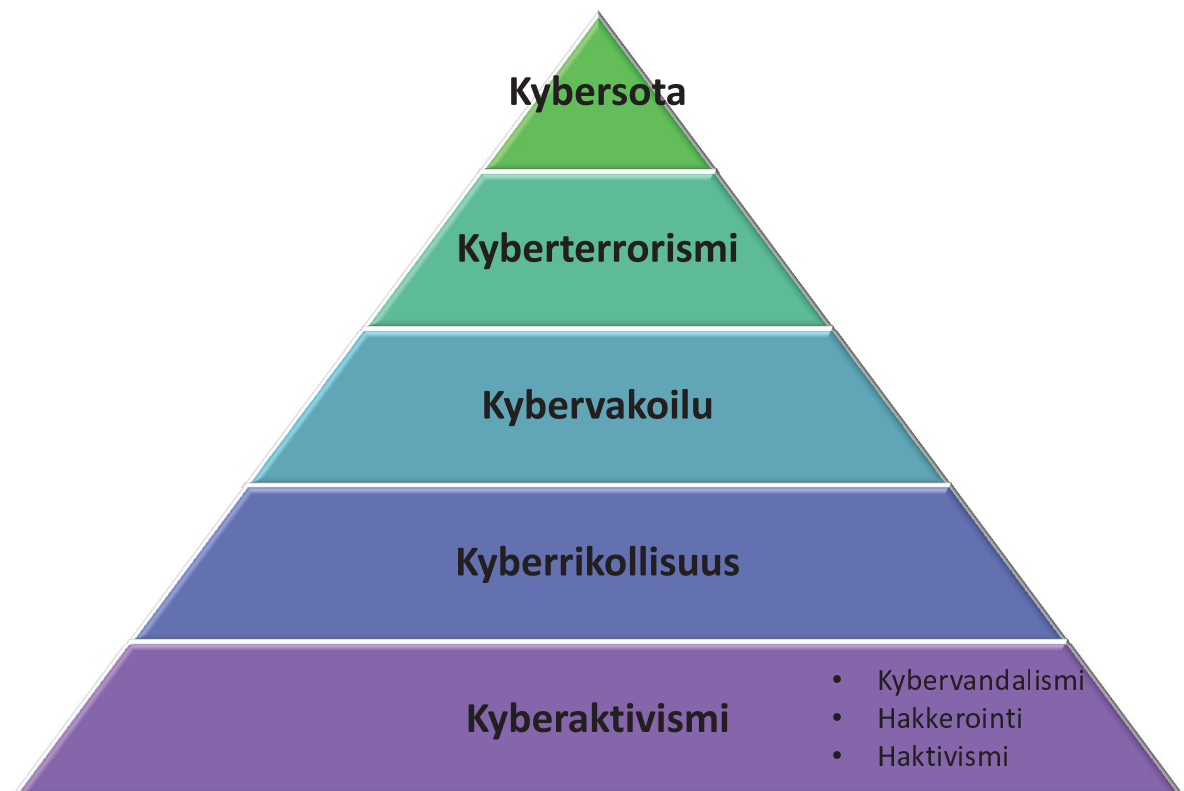 Kybersota
Kyberterrorismi
Kybervakoilu
Kyberrikollisuus
Kyberaktivismi
• Kybervandalismi
• Hakkerointi
• Haktivismi